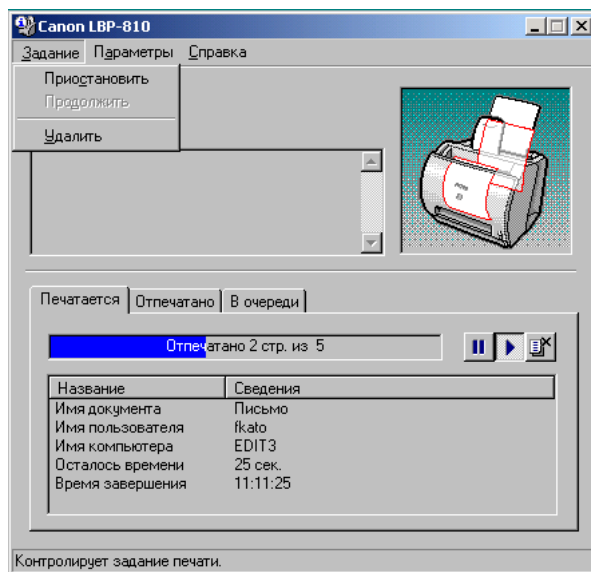 Canon LBP-810
Задание Параметры Справка
Приостановить
Продолжить
Удалить
Печатается Отпечатано В очереди
Отпечатано 2 стр. из 5
Название Сведения
Имя документа Письмо
Имя пользователя fkato
Имя компьютера EDIT3
Осталось времени 25 сек.
Время завершения 11:11:25
Контролирует задание печати.